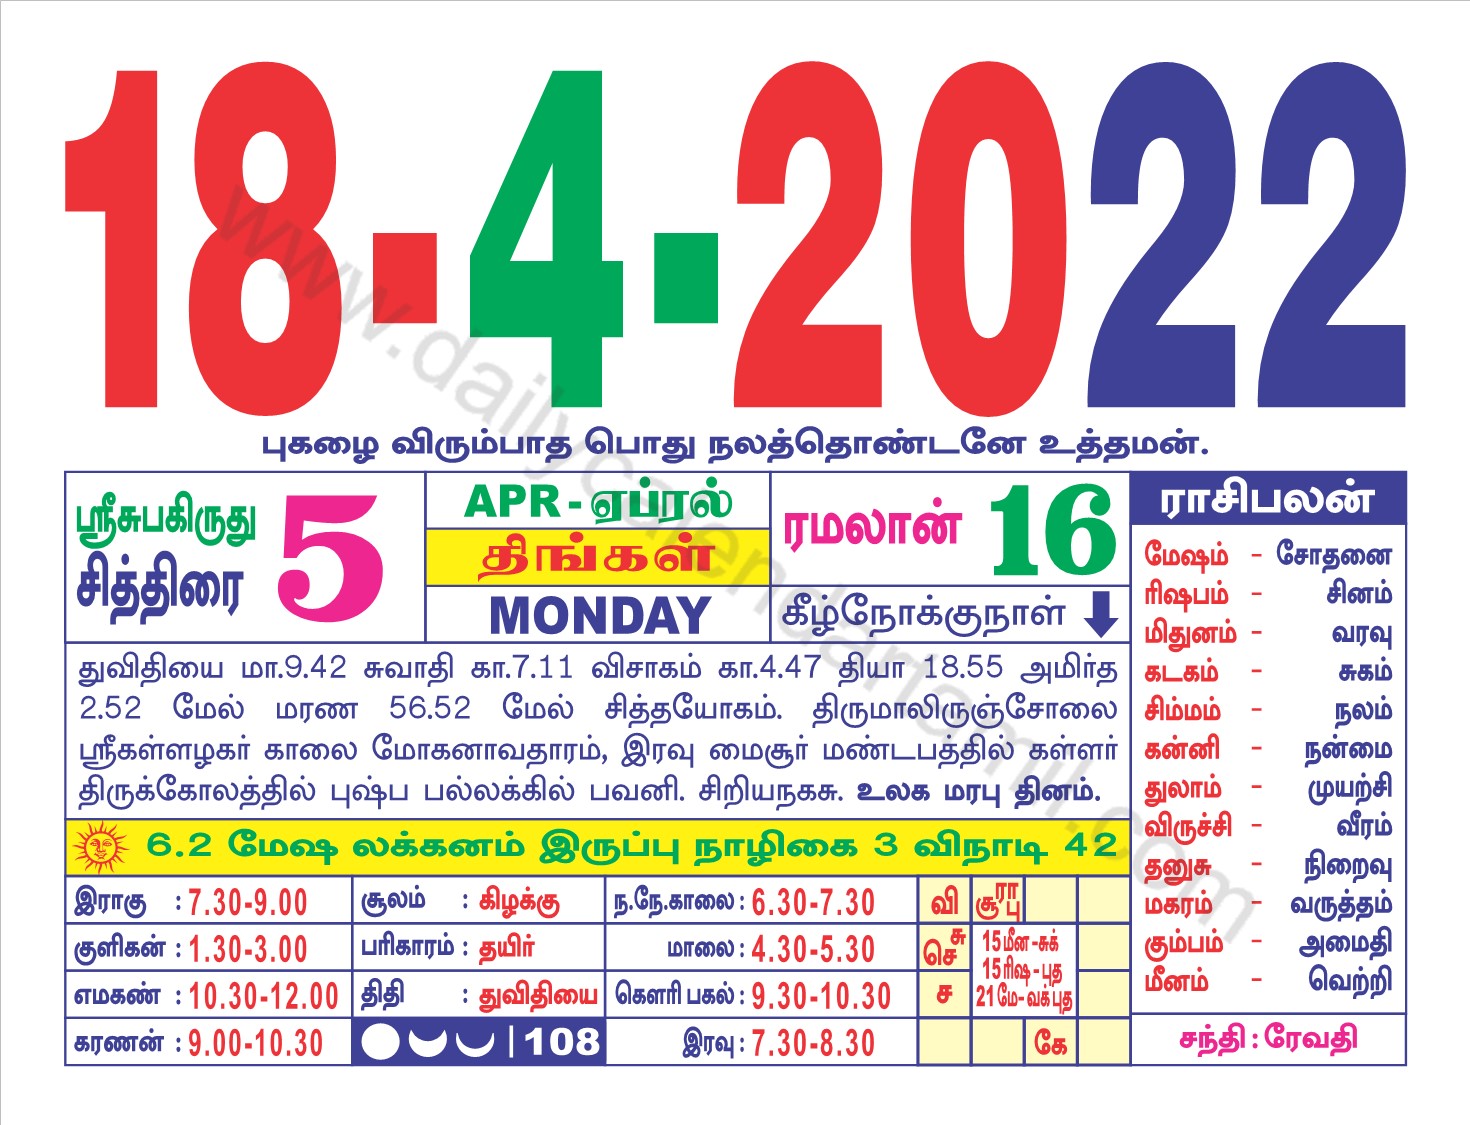 18-4-2022
புகழை விரும்பாத பொது நலத்தொண்டனே உத்தமன்.
ஸ்ரீசுபகிருது
சித்திரை
5
APR - ஏப்ரல்
திங்கள்
MONDAY
ரமலான் 16
கீழ்நோக்குநாள்
துவிதியை மா.9.42 சுவாதி கா.7.11 விசாகம் கா.4.47 தியா 18.55 அமிர்த
2.52 மேல் மரண 56.52 மேல் சித்தயோகம். திருமாலிருஞ்சோலை
ஸ்ரீகள்ளழகர் காலை மோகனாவதாரம், இரவு மைசூர் மண்டபத்தில் கள்ளர்
திருக்கோலத்தில் புஷ்ப பல்லக்கில் பவனி. சிறியநகசு. உலக மரபு தினம்.
6.2 மேஷ லக்கனம் இருப்பு நாழிகை 3 விநாடி 42
இராகு : 7.30-9.00
குளிகன் : 1.30-3.00
எமகண் : 10.30-12.00
கரணன் : 9.00-10.30
சூலம் : கிழக்கு
பரிகாரம் : தயிர்
திதி : துவிதியை
| 108
ந.நே.காலை : 6.30-7.30
மாலை : 4.30-5.30
கௌரி பகல் : 9.30-10.30
இரவு : 7.30-8.30
வி
சூ ரா பு
செ சு
15 மீன - சுக்
15 ரிஷ - புத
21 மே - வக் புத
ச
கே
ராசிபலன்
மேஷம் - சோதனை
ரிஷபம் - சினம்
மிதுனம் - வரவு
கடகம் - சுகம்
சிம்மம் - நலம்
கன்னி - நன்மை
துலாம் - முயற்சி
விருச்சி - வீரம்
தனுசு - நிறைவு
மகரம் - வருத்தம்
கும்பம் - அமைதி
மீனம் - வெற்றி
சந்தி : ரேவதி
www.dailycalendartamil.com